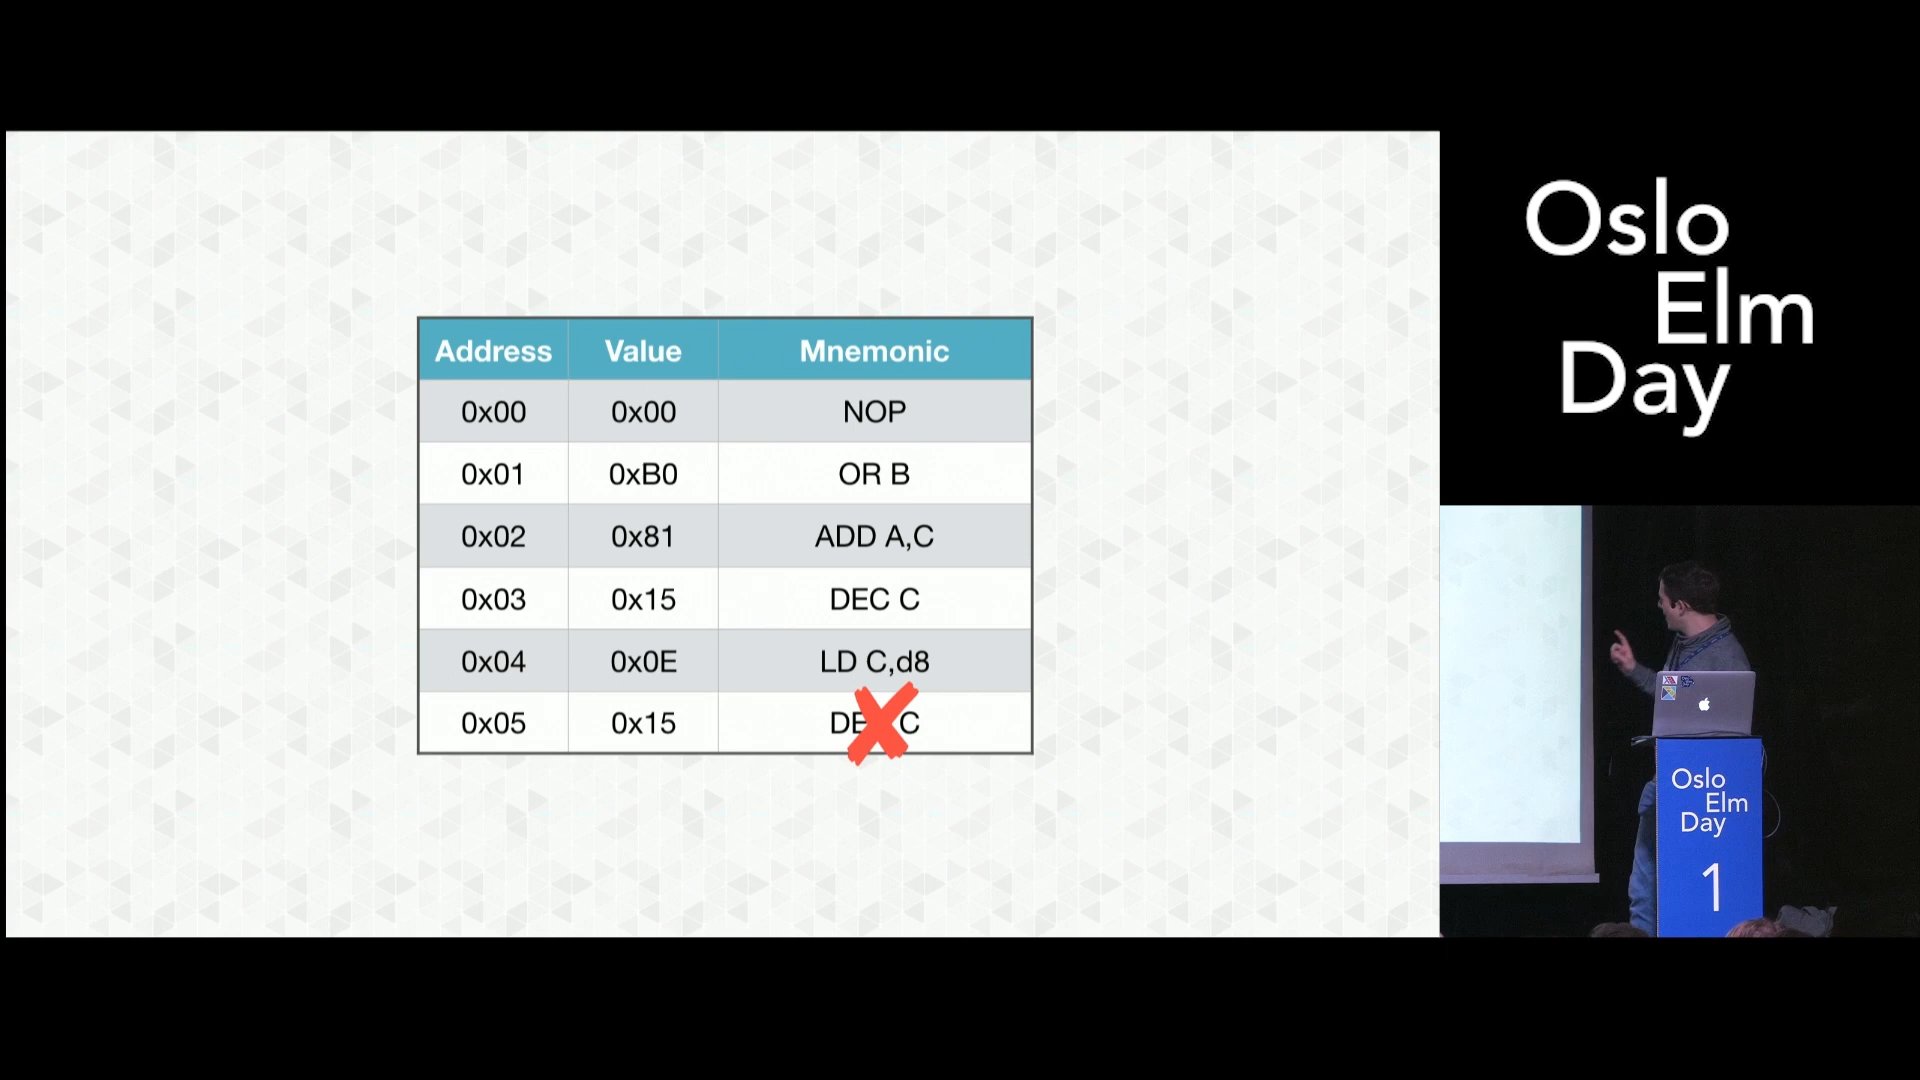 Address Value Mnemonic
0x00 0x00 NOP
0x01 0xB0 OR B
0x02 0x81 ADD A,C
0x03 0x15 DEC C
0x04 0x0E LD C,d8
0x05 0x15 DEC C
Oslo
Elm
Day
Oslo
Elm
Day
1